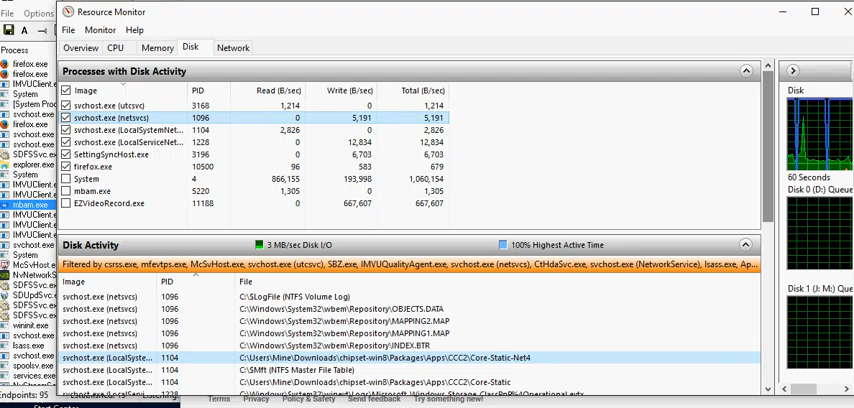 Resource Monitor
File Options
File Monitor Help
A
Overview CPU Memory Disk Network
Process
firefox.exe
firefox.exe
IMVUClient.
System
[System Proc
svchost.exe
firefox.exe
svchost.exe
svchost.exe
SDFSSvc.e
explorer.exe
System
IMVUClient.
IMVUClient.
mbam.exe
IMVUClient.
IMVUClient.
svchost.exe
System
McSvHost.e
NvNetwork.S
SDFSSvc.e
SDUpdSvc.e
SDFSSvc.e
wininit.exe
svchost.exe
lsass.exe
svchost.exe
spoolsv.exe
services.exe
Endpoints: 95
Processes with Disk Activity
Image PID Read (B/sec) Write (B/sec) Total (B/sec)
svchost.exe (utcsvc) 3168 1,214 0 1,214
svchost.exe (netsvcs) 1096 0 5,191 5,191
svchost.exe (LocalSystemNet... 1104 2,826 0 2,826
svchost.exe (LocalServiceNet... 1228 0 12,834 12,834
SettingSyncHost.exe 3196 0 6,703 6,703
firefox.exe 10500 96 583 679
System 4 866,155 193,998 1,060,154
mbam.exe 5220 1,305 0 1,305
EZVideoRecord.exe 11188 0 667,607 667,607
Disk Activity 3 MB/sec Disk I/O 100% Highest Active Time
Filtered by csrss.exe, mfevtps.exe, McSvHost.exe, svchost.exe (utcsvc), SBZ.exe, IMVUQualityAgent.exe, svchost.exe (netsvcs), CtHdaSvc.exe, svchost.exe (NetworkService), lsass.exe, Ap...
Image PID File
svchost.exe (netsvcs) 1096 C:\$LogFile (NTFS Volume Log)
svchost.exe (netsvcs) 1096 C:\Windows\System32\wbem\Repository\OBJECTS.DATA
svchost.exe (netsvcs) 1096 C:\Windows\System32\wbem\Repository\MAPPING2.MAP
svchost.exe (netsvcs) 1096 C:\Windows\System32\wbem\Repository\MAPPING1.MAP
svchost.exe (netsvcs) 1096 C:\Windows\System32\wbem\Repository\INDEX.BTR
svchost.exe (LocalSyste... 1104 C:\Users\Mine\Downloads\chipset-win8\Packages\Apps\CCC2\Core-Static-Net4
svchost.exe (LocalSyste... 1104 C:\$Mft (NTFS Master File Table)
svchost.exe (LocalSyste... 1104 C:\Users\Mine\Downloads\chipset-win8\Packages\Apps\CCC2\Core-Static
Disk
60 Seconds
Disk 0 (D:) Queue
Disk 1 (J: M:) Queue
Terms Privacy Policy & Safety Send feedback Try something new!